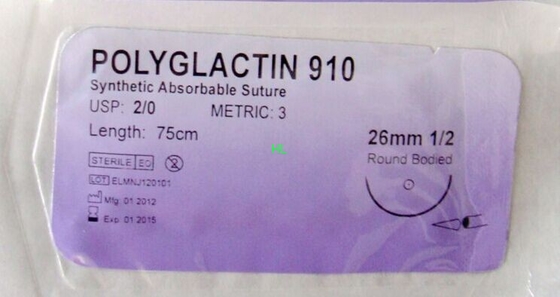 POLYGLACTIN 910
Synthetic Absorbable Suture
USP: 2/0 METRIC: 3
Length: 75cm
26mm 1/2
Round Bodied
STERILE EO
LOT ELMNJ120101
Mfg. 01 2012
Exp. 01 2015